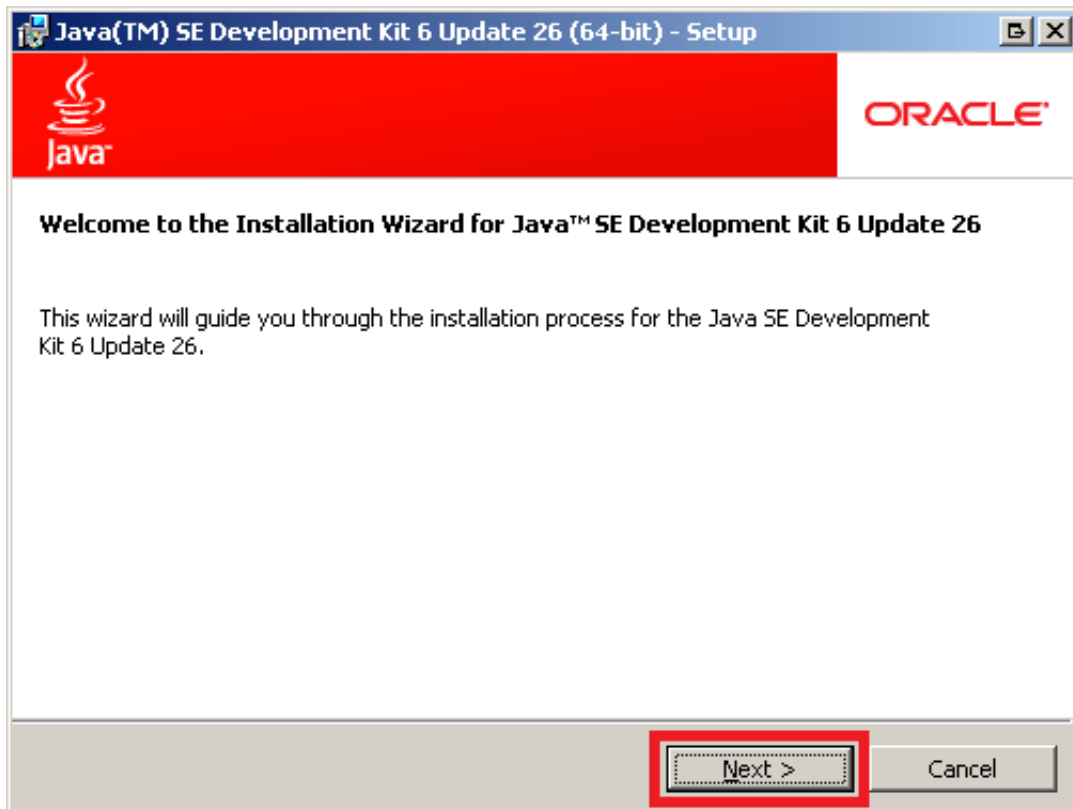 Java(TM) SE Development Kit 6 Update 26 (64-bit) - Setup
Java™
ORACLE®
Welcome to the Installation Wizard for Java™ SE Development Kit 6 Update 26
This wizard will guide you through the installation process for the Java SE Development
Kit 6 Update 26.
Next >
Cancel